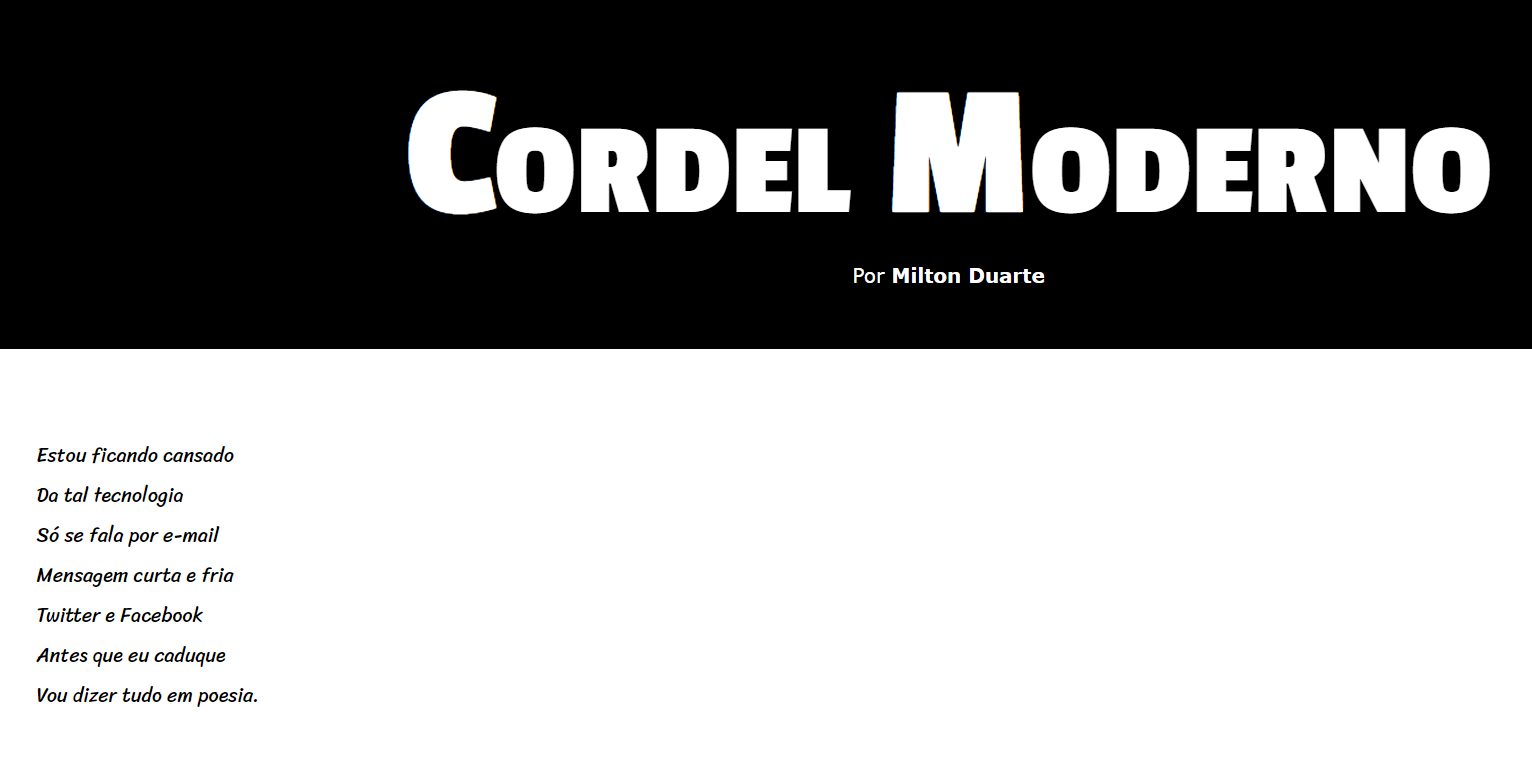 Cordel Moderno
Por Milton Duarte
Estou ficando cansado
Da tal tecnologia
Só se fala por e-mail
Mensagem curta e fria
Twitter e Facebook
Antes que eu caduque
Vou dizer tudo em poesia.